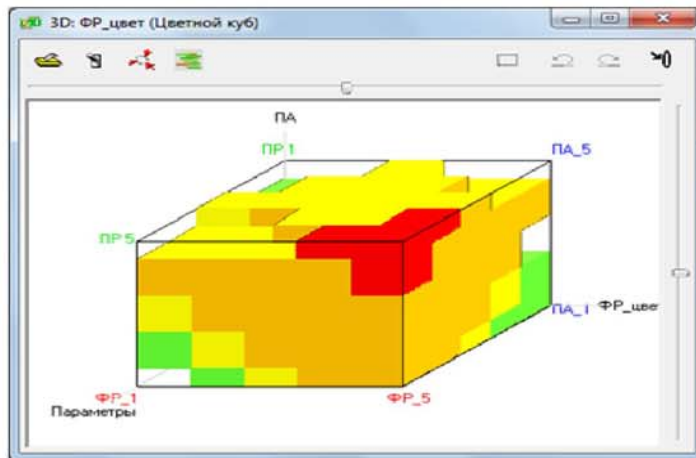 3D: ФР_цвет (Цветной куб)
ПА
ПР 1
ПА_5
ПР 5
ПА_1
ФР_цвет
ФР_1
ФР_5
Параметры